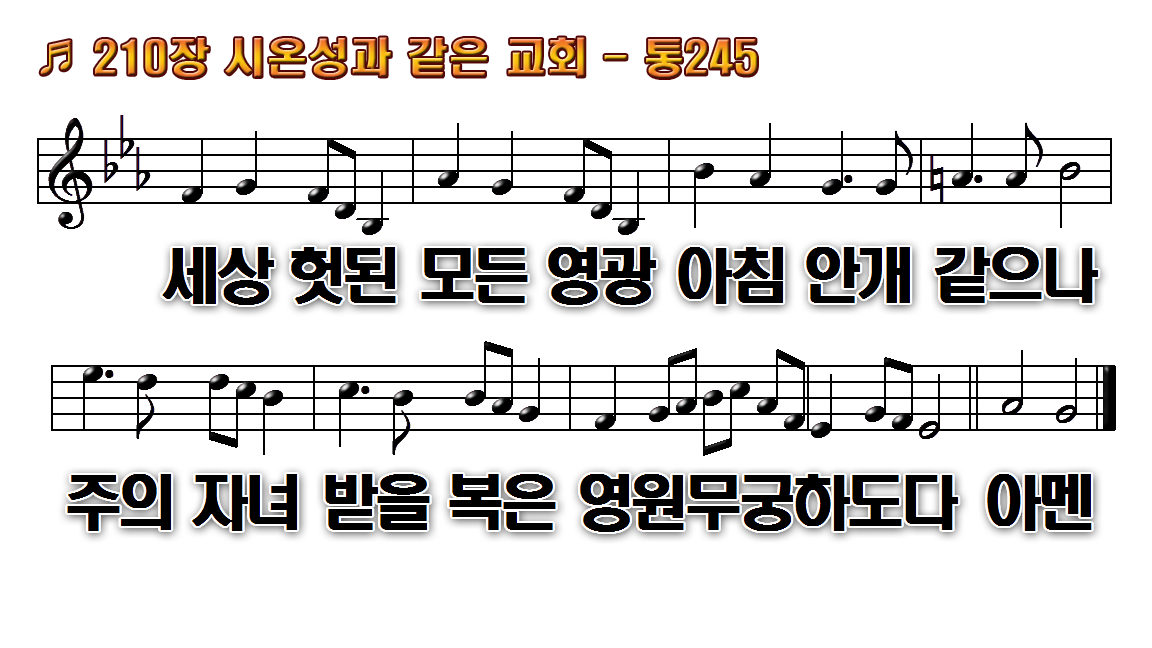 ♬ 210장 시온성과 같은 교회 - 통245
세상 헛된 모든 영광 아침 안개 같으나
주의 자녀 받을 복은 영원무궁하도다 아멘